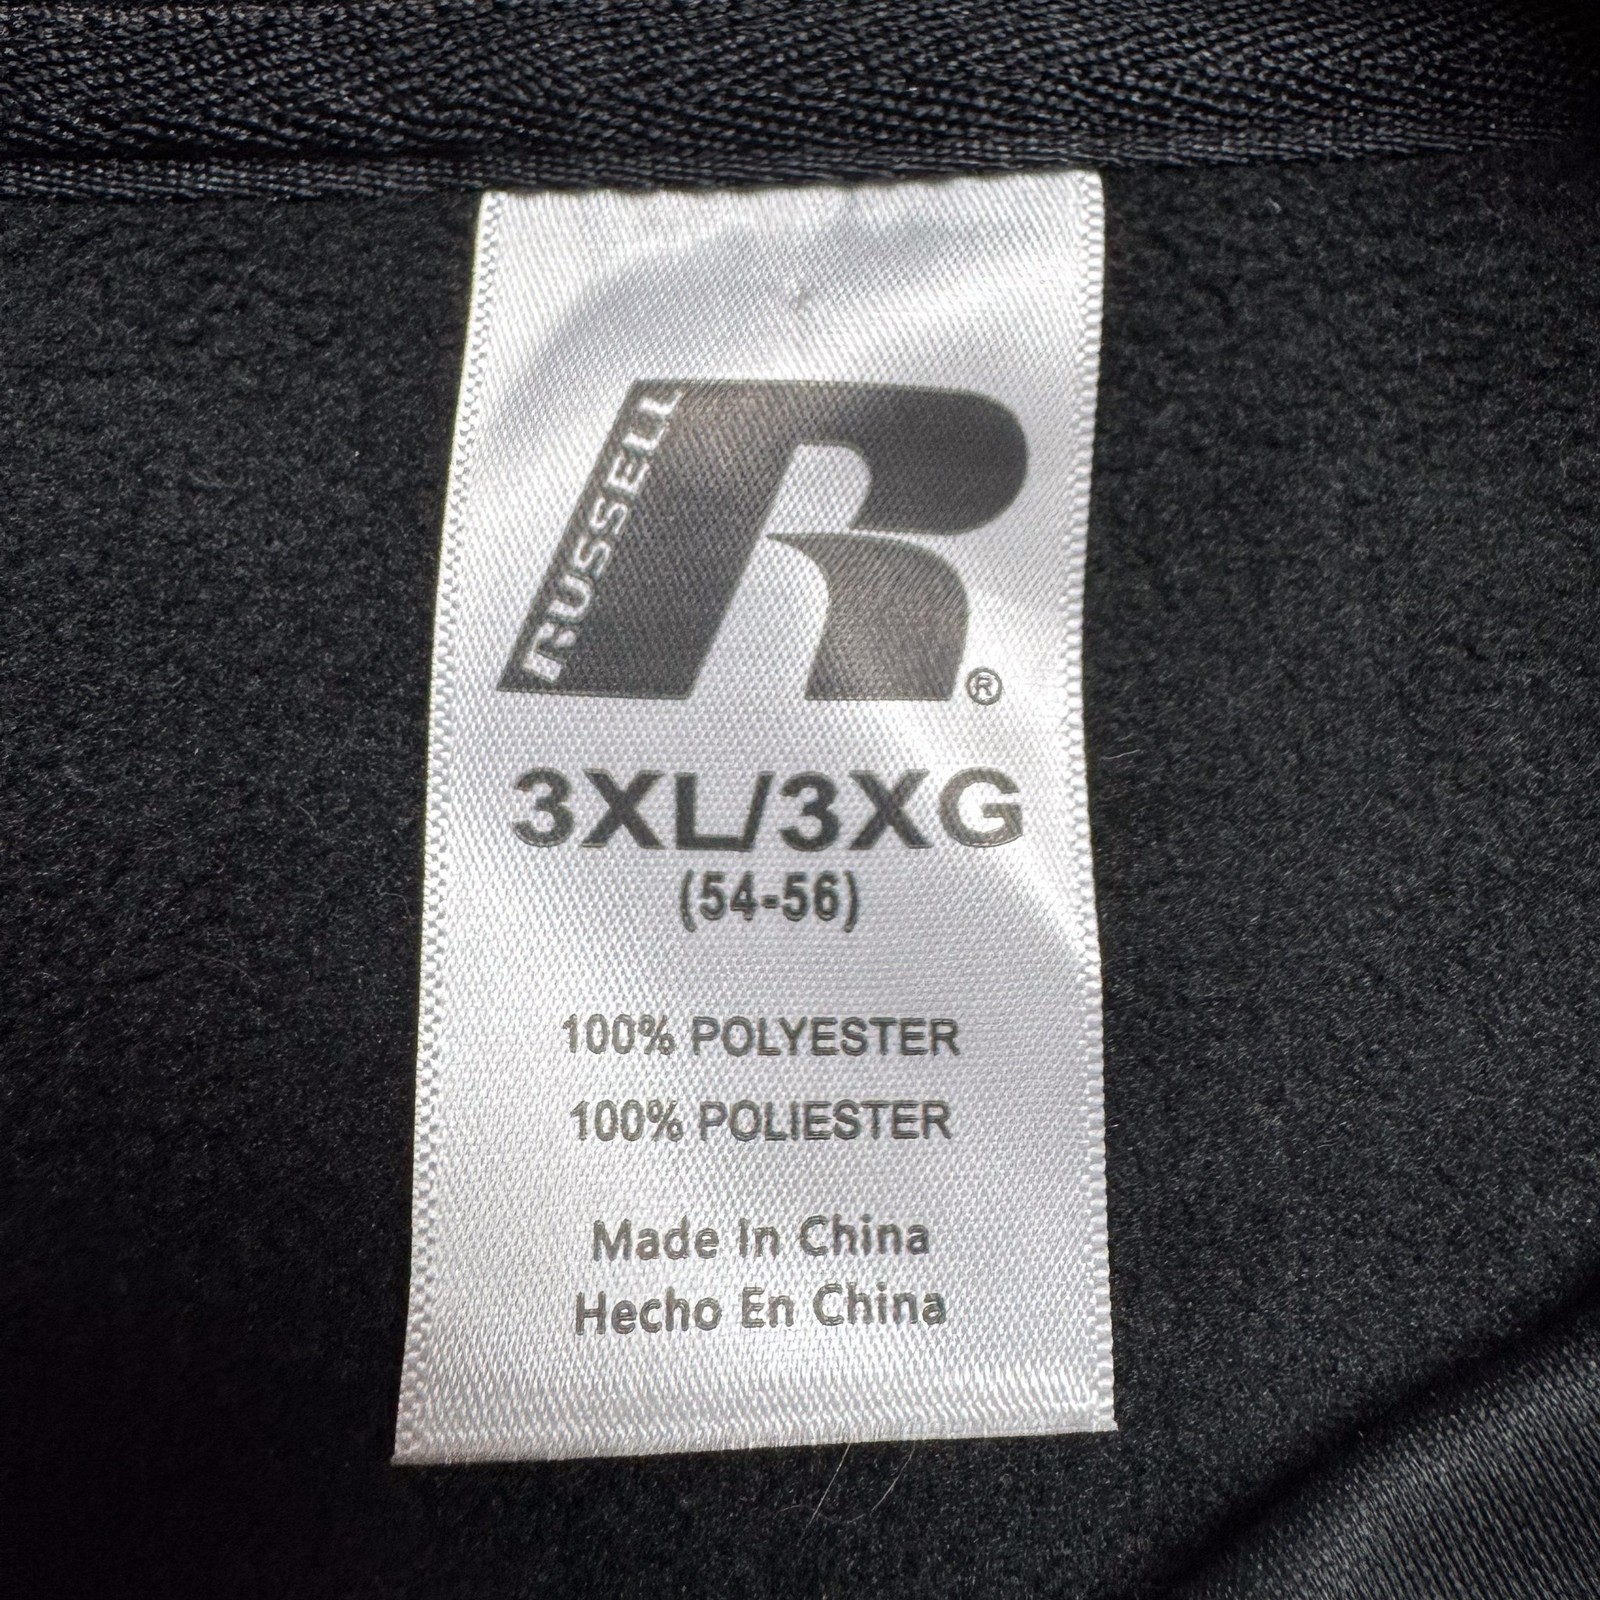 RUSSELL
R
®
3XL/3XG
(54-56)
100% POLYESTER
100% POLIESTER
Made In China
Hecho En China